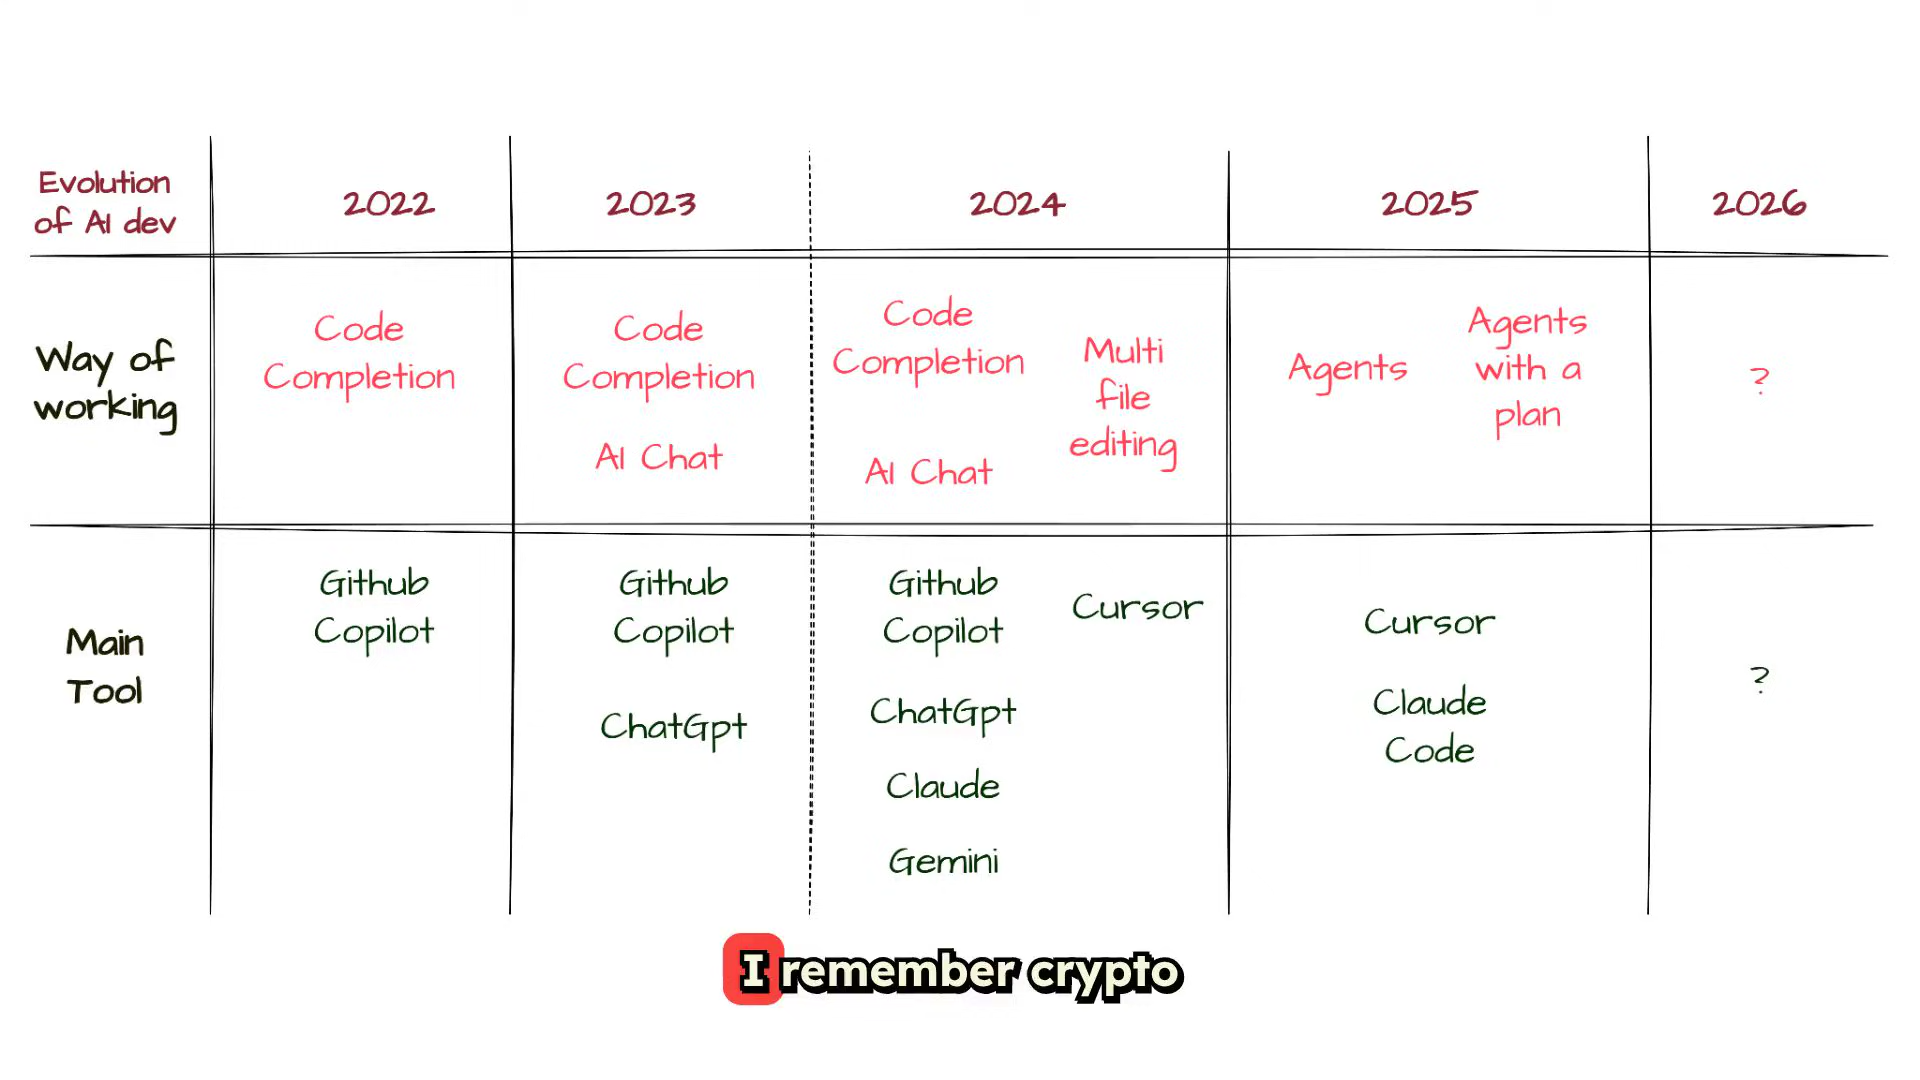 Evolution
of AI dev
2022
2023
2024
2025
2026
Way of
working
Code
Completion
Code
Completion
AI Chat
Code
Completion
AI Chat
Multi
file
editing
Agents
Agents
with a
plan
?
Main
Tool
Github
Copilot
Github
Copilot
ChatGpt
Github
Copilot
ChatGpt
Claude
Gemini
Cursor
Cursor
Claude
Code
?
I remember crypto